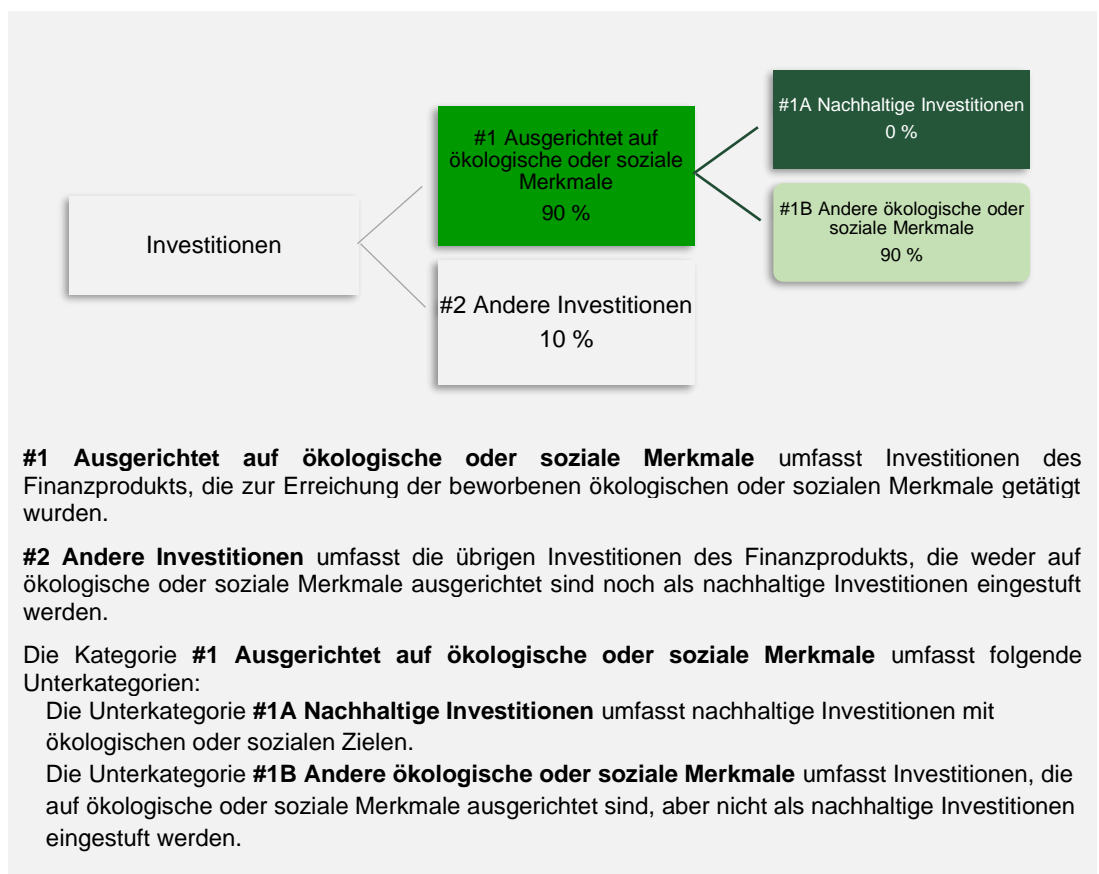 #1A Nachhaltige Investitionen
0 %
#1 Ausgerichtet auf
ökologische oder soziale
Merkmale
90 %
#1B Andere ökologische oder
soziale Merkmale
90 %
Investitionen
#2 Andere Investitionen
10 %
#1 Ausgerichtet auf ökologische oder soziale Merkmale umfasst Investitionen des
Finanzprodukts, die zur Erreichung der beworbenen ökologischen oder sozialen Merkmale getätigt
wurden.
#2 Andere Investitionen umfasst die übrigen Investitionen des Finanzprodukts, die weder auf
ökologische oder soziale Merkmale ausgerichtet sind noch als nachhaltige Investitionen eingestuft
werden.
Die Kategorie #1 Ausgerichtet auf ökologische oder soziale Merkmale umfasst folgende
Unterkategorien:
Die Unterkategorie #1A Nachhaltige Investitionen umfasst nachhaltige Investitionen mit
ökologischen oder sozialen Zielen.
Die Unterkategorie #1B Andere ökologische oder soziale Merkmale umfasst Investitionen, die
auf ökologische oder soziale Merkmale ausgerichtet sind, aber nicht als nachhaltige Investitionen
eingestuft werden.